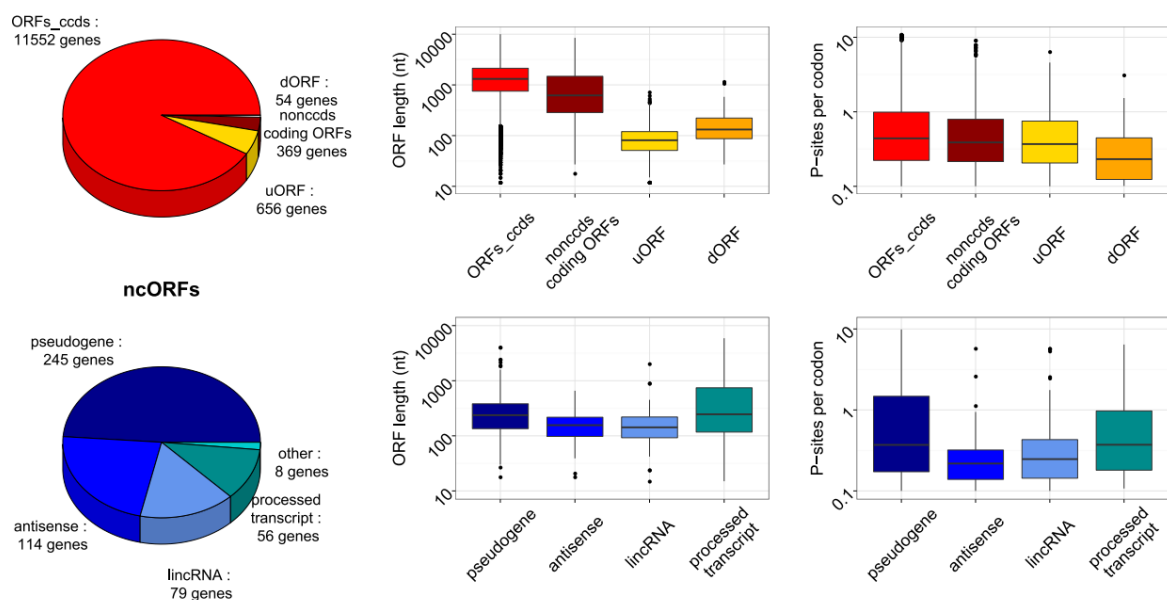 ORFs_ccds :
11552 genes
dORF :
54 genes
nonccds
coding ORFs
369 genes
uORF :
656 genes
ORF length (nt)
10000
1000
100
10
ORFs_ccds
nonccds
coding ORFs
uORF
dORF
P−sites per codon
10
1
0.1
ORFs_ccds
nonccds
coding ORFs
uORF
dORF
ncORFs
pseudogene :
245 genes
other :
8 genes
processed
transcript :
56 genes
antisense :
114 genes
lincRNA :
79 genes
ORF length (nt)
10000
1000
100
10
pseudogene
antisense
lincRNA
processed
transcript
P−sites per codon
10
1
0.1
pseudogene
antisense
lincRNA
processed
transcript